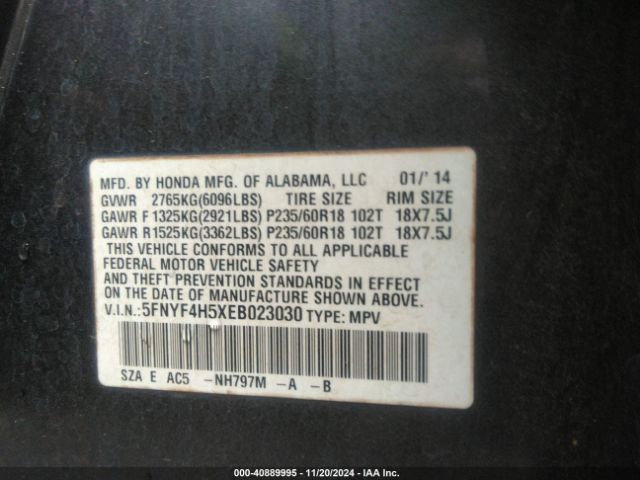 MFD. BY HONDA MFG. OF ALABAMA, LLC 01/'14
GVWR 2765KG(6096LBS) TIRE SIZE RIM SIZE
GAWR F 1325KG(2921LBS) P235/60R18 102T 18X7.5J
GAWR R1525KG(3362LBS) P235/60R18 102T 18X7.5J
THIS VEHICLE CONFORMS TO ALL APPLICABLE
FEDERAL MOTOR VEHICLE SAFETY
AND THEFT PREVENTION STANDARDS IN EFFECT
ON THE DATE OF MANUFACTURE SHOWN ABOVE.
V.I.N.: 5FNYF4H5XEB023030 TYPE: MPV
SZA E AC5 -NH797M -A -B
000-40889995 - 11/20/2024 - IAA Inc.